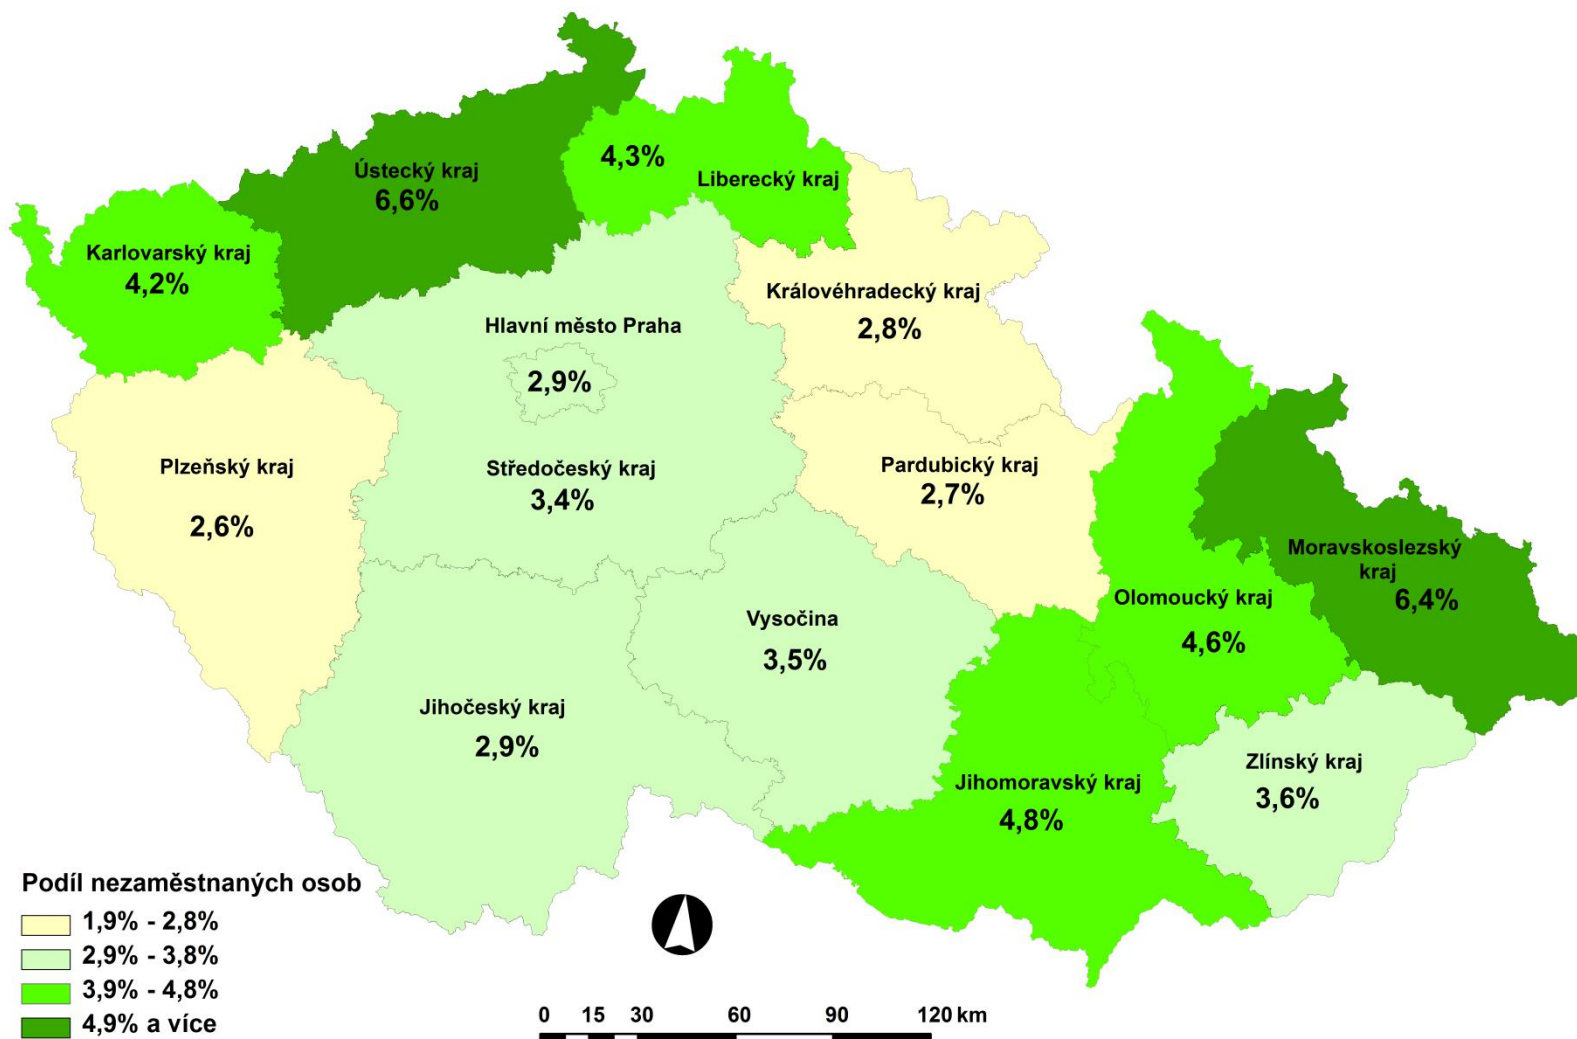 Ústecký kraj
6,6%
4,3%
Liberecký kraj
Karlovarský kraj
4,2%
Královéhradecký kraj
2,8%
Hlavní město Praha
2,9%
Plzeňský kraj
2,6%
Středočeský kraj
3,4%
Pardubický kraj
2,7%
Moravskoslezský
kraj
6,4%
Olomoucký kraj
4,6%
Vysočina
3,5%
Jihočeský kraj
2,9%
Jihomoravský kraj
4,8%
Zlínský kraj
3,6%
Podíl nezaměstnaných osob
1,9% - 2,8%
2,9% - 3,8%
3,9% - 4,8%
4,9% a více
0 15 30 60 90 120 km